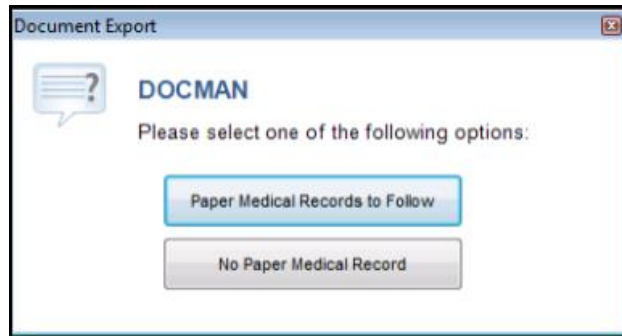 Document Export
?
DOCMAN
Please select one of the following options:
Paper Medical Records to Follow
No Paper Medical Record